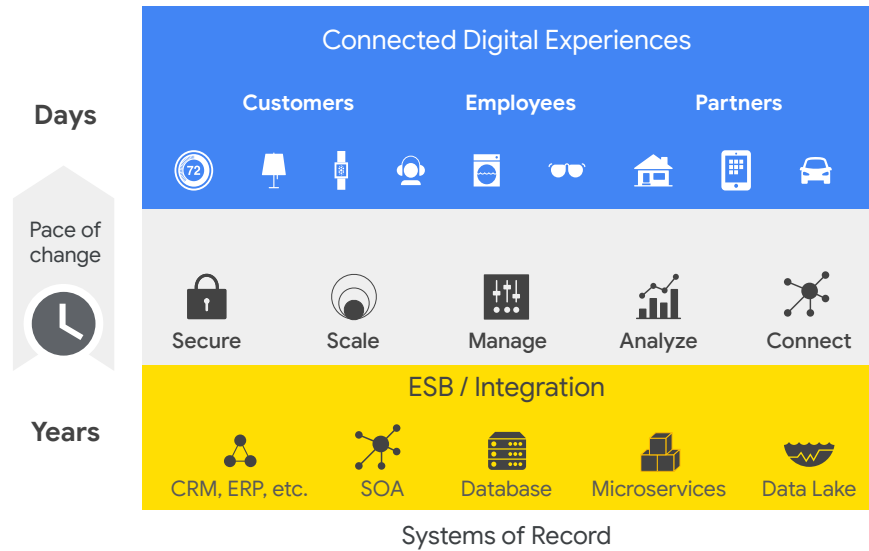 Connected Digital Experiences
Days
Customers Employees Partners
72
Pace of
change
Secure Scale Manage Analyze Connect
ESB / Integration
Years
CRM, ERP, etc. SOA Database Microservices Data Lake
Systems of Record